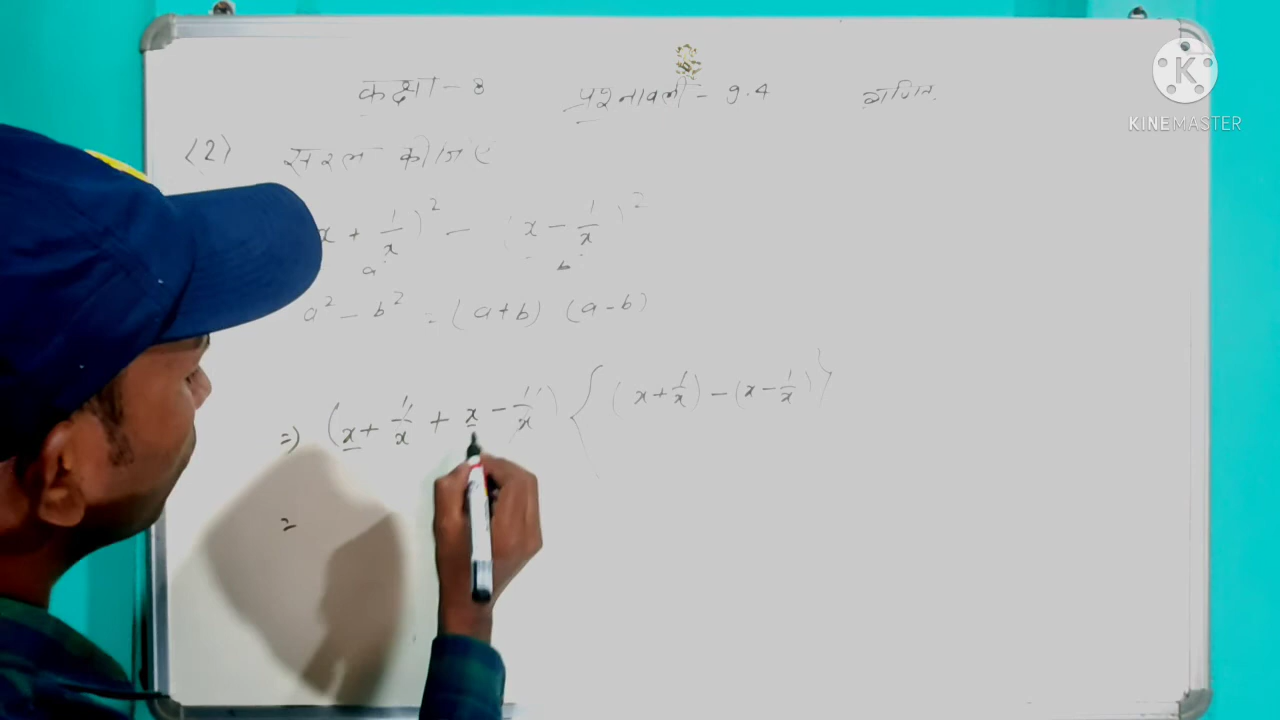 कक्षा - 8 प्रश्नावली - 9.4 गणित
K
KINEMASTER
(2) सरल कीजिए
x + 1/x )² - ( x - 1/x )²
a b
a² - b² = (a+b) (a-b)
=> ( x + 1/x + x - 1/x ) { ( x + 1/x ) - ( x - 1/x ) }
=